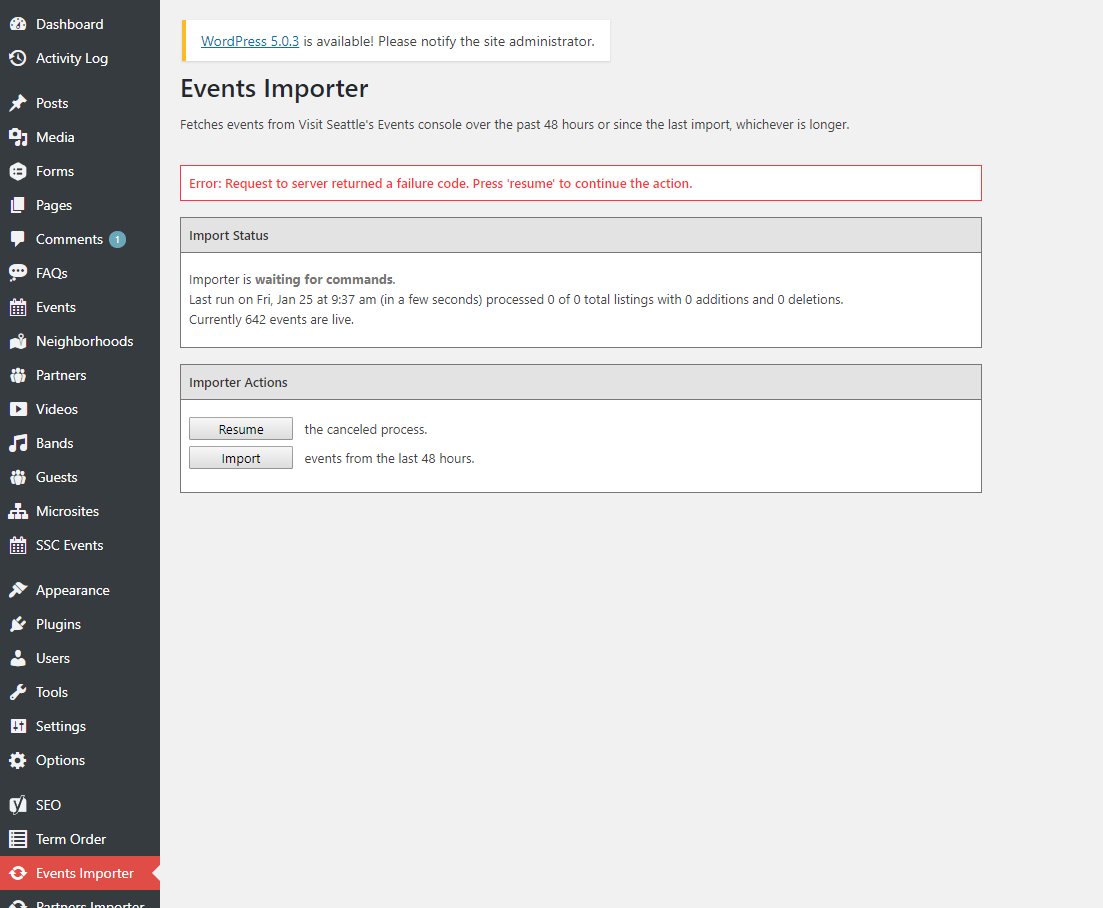 Dashboard
Activity Log
Posts
Media
Forms
Pages
Comments 1
FAQs
Events
Neighborhoods
Partners
Videos
Bands
Guests
Microsites
SSC Events
Appearance
Plugins
Users
Tools
Settings
Options
SEO
Term Order
Events Importer
Partners Importer
WordPress 5.0.3 is available! Please notify the site administrator.
Events Importer
Fetches events from Visit Seattle's Events console over the past 48 hours or since the last import, whichever is longer.
Error: Request to server returned a failure code. Press 'resume' to continue the action.
Import Status
Importer is waiting for commands.
Last run on Fri, Jan 25 at 9:37 am (in a few seconds) processed 0 of 0 total listings with 0 additions and 0 deletions.
Currently 642 events are live.
Importer Actions
Resume the canceled process.
Import events from the last 48 hours.